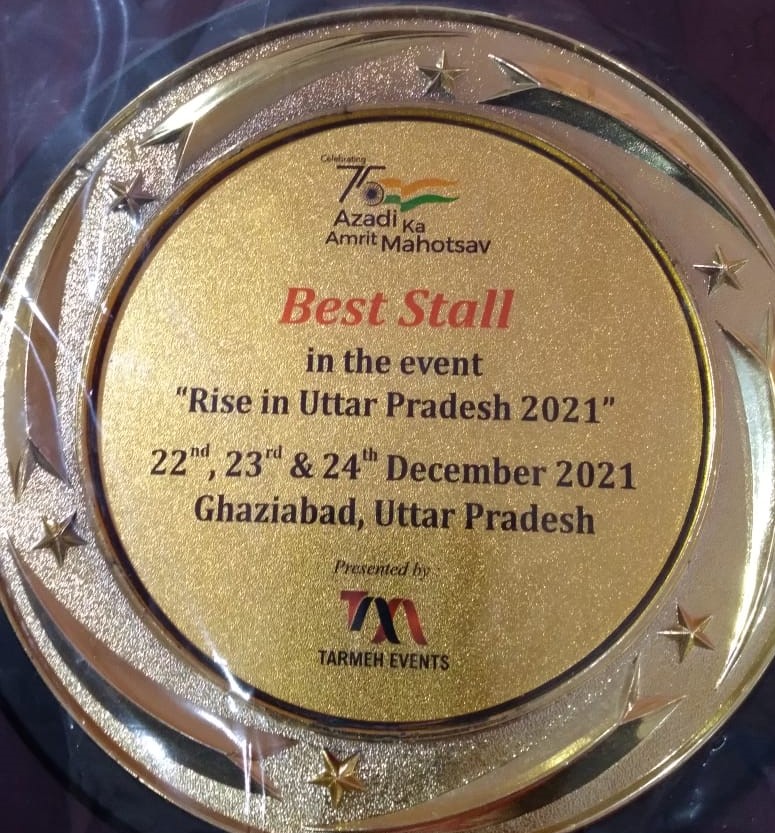 Celebrating
75
Azadi Ka
Amrit Mahotsav
Best Stall
in the event
“Rise in Uttar Pradesh 2021”
22nd, 23rd & 24th December 2021
Ghaziabad, Uttar Pradesh
Presented by
TARMEH EVENTS